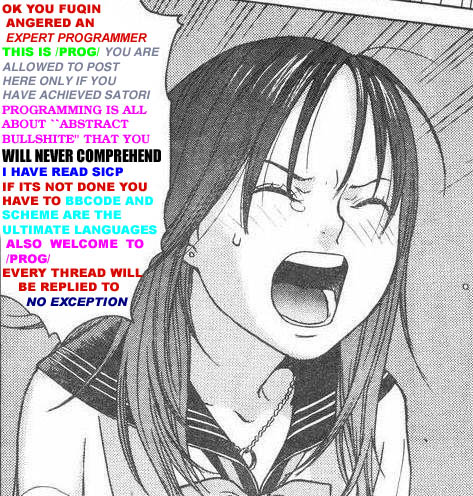 OK YOU FUQIN
ANGERED AN
EXPERT PROGRAMMER
THIS IS /PROG/ YOU ARE
ALLOWED TO POST
HERE ONLY IF YOU
HAVE ACHIEVED SATORI
PROGRAMMING IS ALL
ABOUT ``ABSTRACT
BULLSHITE'' THAT YOU
WILL NEVER COMPREHEND
I HAVE READ SICP
IF ITS NOT DONE YOU
HAVE TO BBCODE AND
SCHEME ARE THE
ULTIMATE LANGUAGES
ALSO WELCOME TO
/PROG/
EVERY THREAD WILL
BE REPLIED TO
NO EXCEPTION